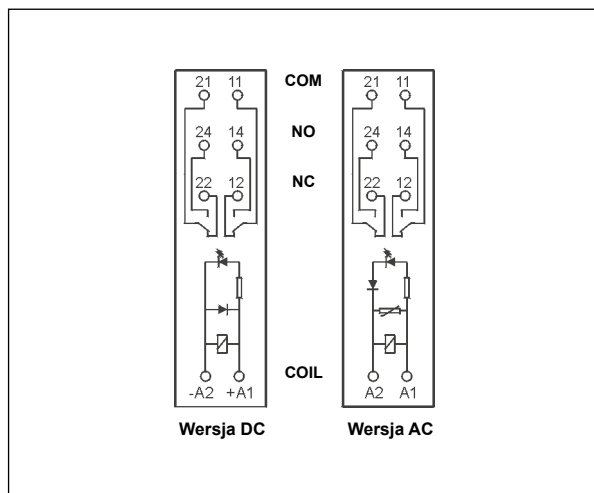 21 11 COM 21 11
24 14 NO 24 14
22 12 NC 22 12
-A2 +A1 COIL A2 A1
Wersja DC Wersja AC